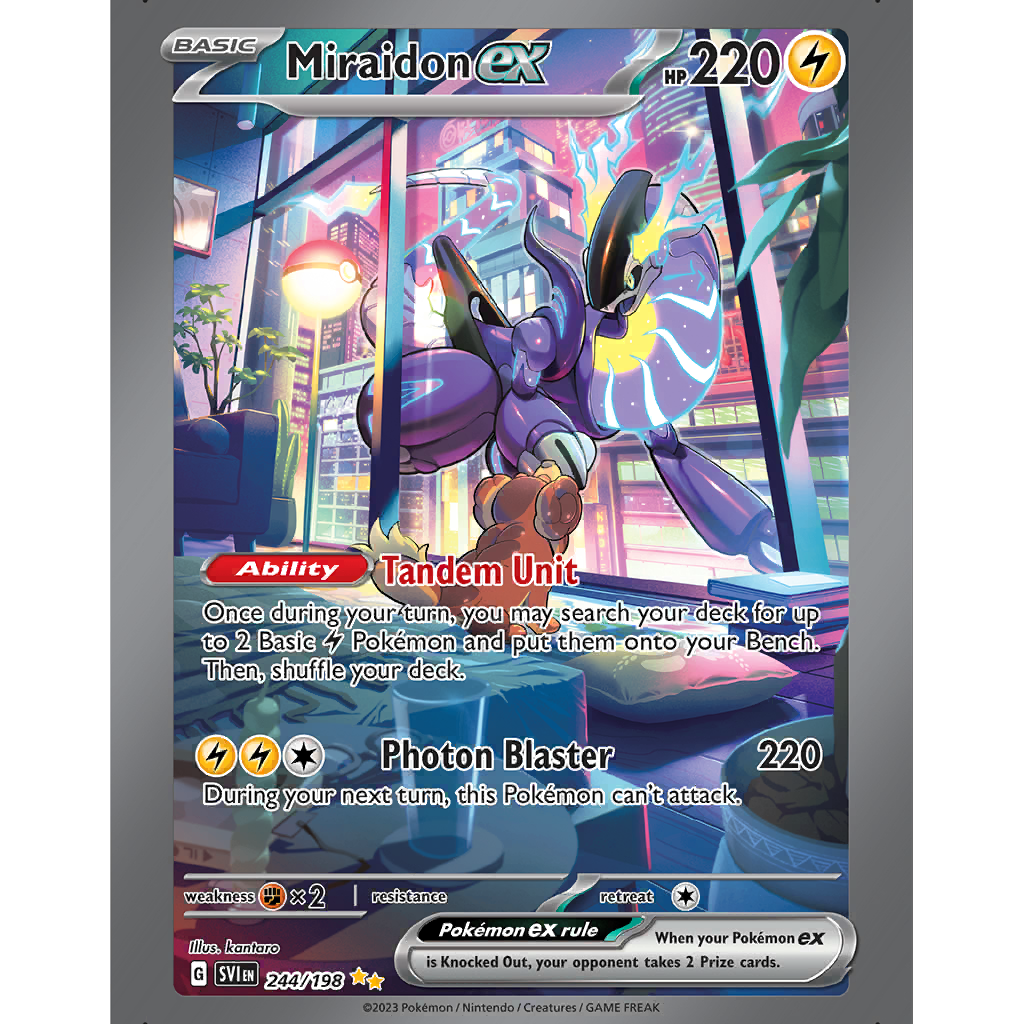 BASIC
Miraidon ex
HP 220
Ability Tandem Unit
Once during your turn, you may search your deck for up
to 2 Basic Pokémon and put them onto your Bench.
Then, shuffle your deck.
Photon Blaster 220
During your next turn, this Pokémon can't attack.
weakness ×2 resistance retreat
Pokémon ex rule When your Pokémon ex
is Knocked Out, your opponent takes 2 Prize cards.
Illus. kantaro
G SVI EN 244/198
©2023 Pokémon / Nintendo / Creatures / GAME FREAK